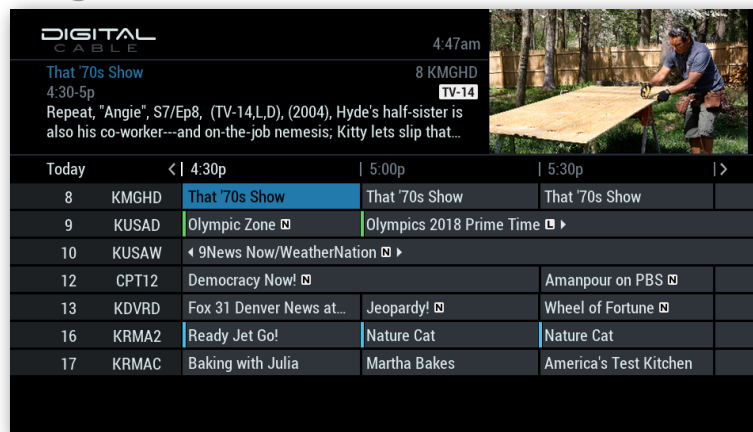 DIGITAL
CABLE
4:47am
That '70s Show
8 KMGHD
4:30-5p
TV-14
Repeat, "Angie", S7/Ep8, (TV-14,L,D), (2004), Hyde's half-sister is
also his co-worker---and on-the-job nemesis; Kitty lets slip that...
Today < 4:30p 5:00p 5:30p >
8 KMGHD That '70s Show That '70s Show That '70s Show
9 KUSAD Olympic Zone N Olympics 2018 Prime Time L
10 KUSAW 9News Now/WeatherNation N
12 CPT12 Democracy Now! N Amanpour on PBS N
13 KDVRD Fox 31 Denver News at... Jeopardy! N Wheel of Fortune N
16 KRMA2 Ready Jet Go! Nature Cat Nature Cat
17 KRMAC Baking with Julia Martha Bakes America's Test Kitchen